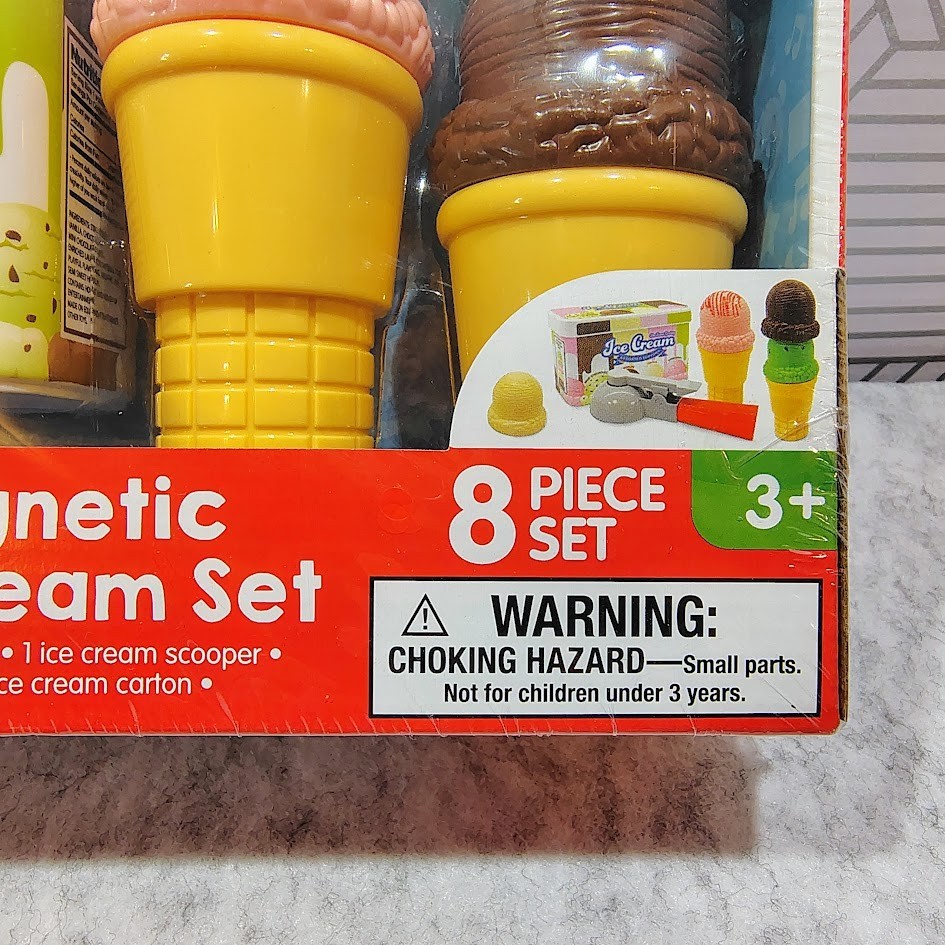 Ice Cream
8 PIECE
SET
3+
gnetic
eam Set
• 1 ice cream scooper •
ce cream carton •
WARNING:
CHOKING HAZARD—Small parts.
Not for children under 3 years.